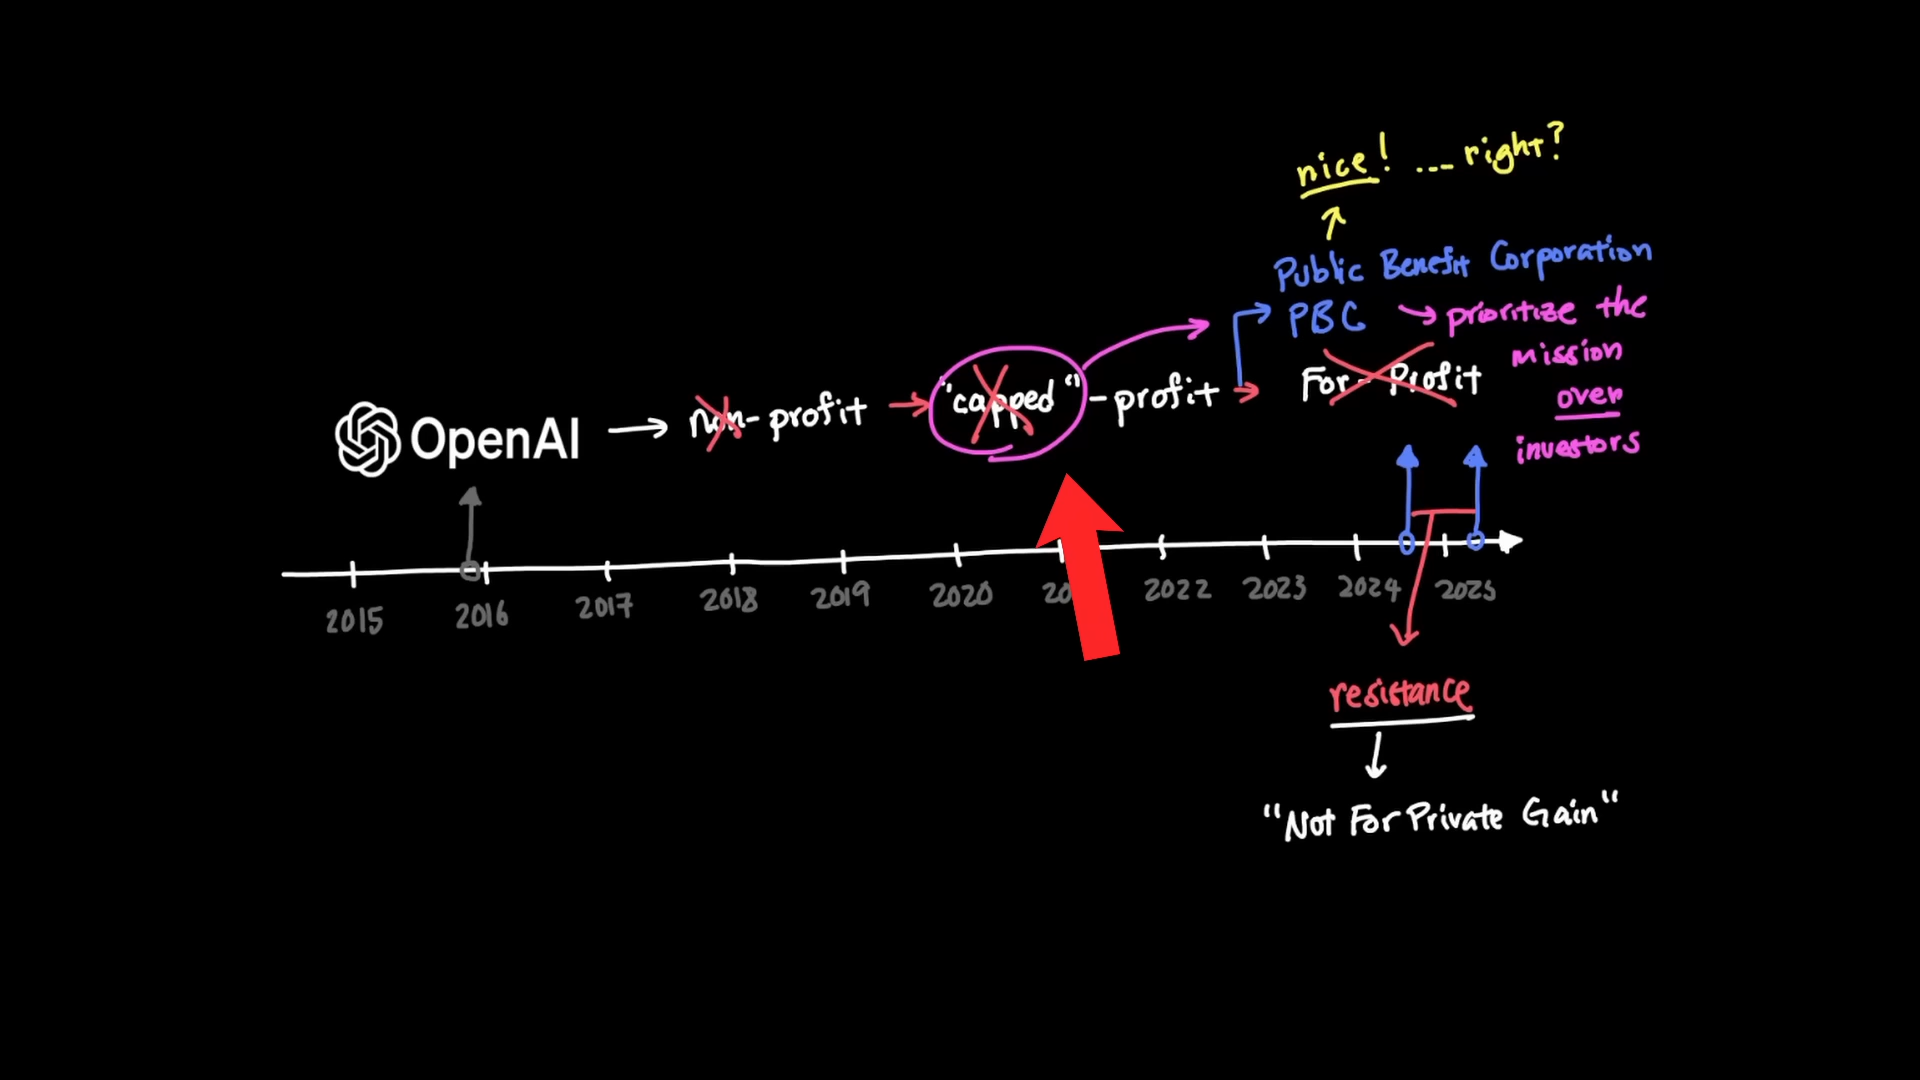 nice! ... right?
Public Benefit Corporation
PBC → prioritize the
mission
over
investors
OpenAI → non-profit → "capped" -profit → For-Profit
2015 2016 2017 2018 2019 2020 2022 2023 2024 2025
resistance
"Not For Private Gain"